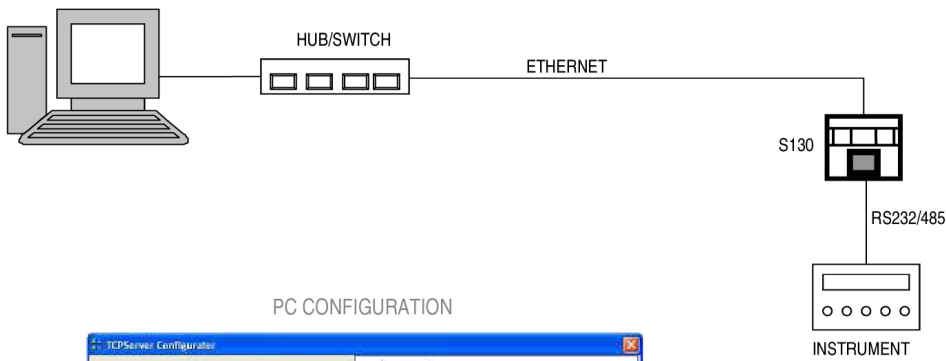 HUB/SWITCH
ETHERNET
S130
RS232/485
INSTRUMENT
PC CONFIGURATION
TCPServer Configurator